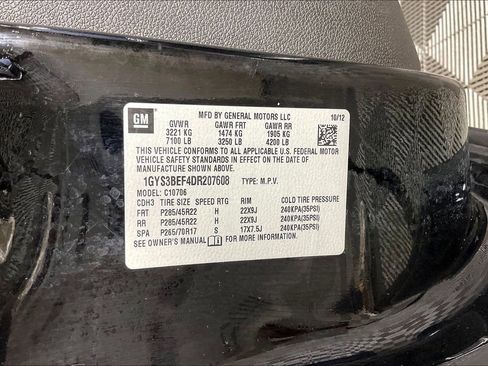 GM
MFD BY GENERAL MOTORS LLC 10/12
GVWR GAWR FRT GAWR RR
3221 KG 1474 KG 1905 KG
7100 LB 3250 LB 4200 LB
THIS VEHICLE CONFORMS TO ALL APPLICABLE U.S. FEDERAL MOTOR
VEHICLE SAFETY STANDARDS IN EFFECT ON THE DATE OF
MANUFACTURE SHOWN ABOVE.
1GYS3BEF4DR207608 TYPE: M.P.V.
MODEL: C10706
CDH3 TIRE SIZE SPEED RTG RIM COLD TIRE PRESSURE
FRT P285/45R22 H 22X9J 240KPA(35PSI)
RR P285/45R22 H 22X9J 240KPA(35PSI)
SPA P265/70R17 S 17X7.5J 240KPA(35PSI)
SEE OWNER'S MANUAL FOR MORE INFORMATION.